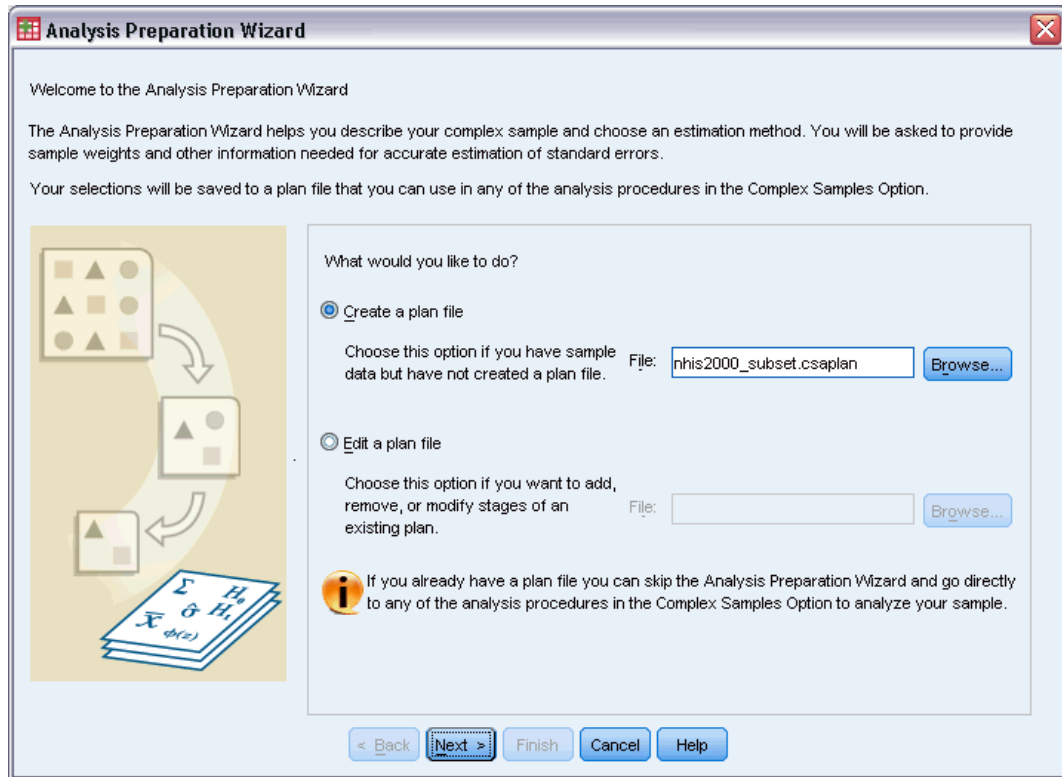 Analysis Preparation Wizard
Welcome to the Analysis Preparation Wizard
The Analysis Preparation Wizard helps you describe your complex sample and choose an estimation method. You will be asked to provide
sample weights and other information needed for accurate estimation of standard errors.
Your selections will be saved to a plan file that you can use in any of the analysis procedures in the Complex Samples Option.
What would you like to do?
Create a plan file
Choose this option if you have sample
data but have not created a plan file.
File: nhis2000_subset.csaplan Browse...
Edit a plan file
Choose this option if you want to add,
remove, or modify stages of an
existing plan.
File: Browse...
If you already have a plan file you can skip the Analysis Preparation Wizard and go directly
to any of the analysis procedures in the Complex Samples Option to analyze your sample.
Σ H₀
x̅ σ̂ H₁
φ(z)
< Back Next > Finish Cancel Help